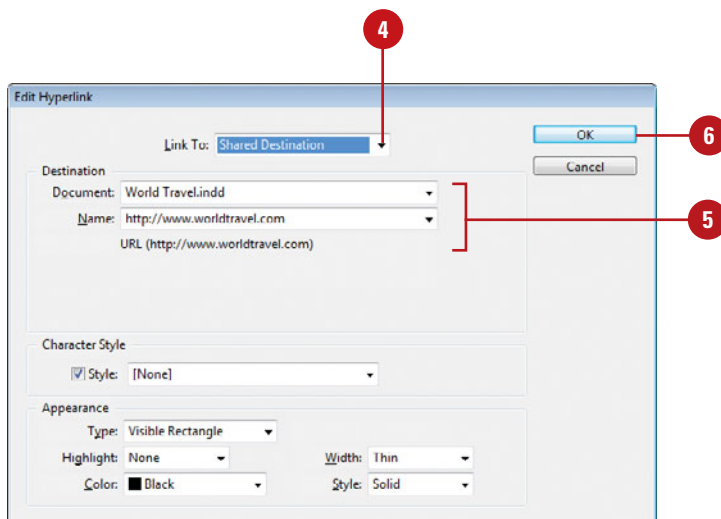 4
Edit Hyperlink
Link To: Shared Destination
OK
6
Cancel
Destination
Document: World Travel.indd
Name: http://www.worldtravel.com
5
URL (http://www.worldtravel.com)
Character Style
Style: [None]
Appearance
Type: Visible Rectangle
Highlight: None
Width: Thin
Color: Black
Style: Solid